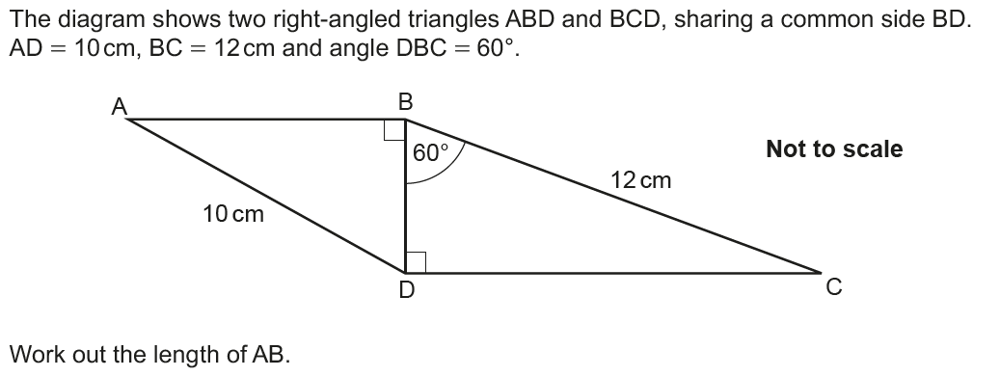 The diagram shows two right-angled triangles ABD and BCD, sharing a common side BD.
AD = 10 cm, BC = 12 cm and angle DBC = 60°.
A
B
60°
Not to scale
12 cm
10 cm
D
C
Work out the length of AB.